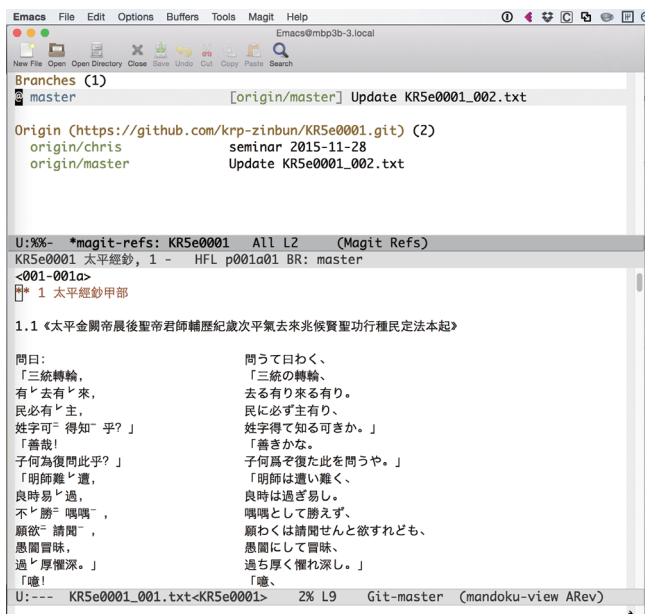 Emacs File Edit Options Buffers Tools Magit Help
Emacs@mbp3b-3.local
New File Open Open Directory Close Save Undo Cut Copy Paste Search
Branches (1)
@ master [origin/master] Update KR5e0001_002.txt
Origin (https://github.com/krp-zinbun/KR5e0001.git) (2)
origin/chris seminar 2015-11-28
origin/master Update KR5e0001_002.txt
U:%%- *magit-refs: KR5e0001 All L2 (Magit Refs)
KR5e0001 太平經鈔, 1 - HFL p001a01 BR: master
<001-001a>
** 1 太平經鈔甲部
1.1《太平金闕帝晨後聖帝君師輔歷紀歲次平氣去來兆候賢聖功行種民定法本起》
問曰: 問うて曰わく、
「三統轉輪, 「三統の轉輪、
有㆑去有㆑來, 去る有り來る有り。
民必有㆑主, 民に必ず主有り、
姓字可㆓得知㆒乎?」 姓字得て知る可きか。」
「善哉! 「善きかな。
子何為復問此乎?」 子何爲ぞ復た此を問うや。」
「明師難㆑遭, 「明師は遭い難く、
良時易㆑過, 良時は過ぎ易し。
不㆑勝㆓喁喁㆒, 喁喁として勝えず、
願欲㆓請聞㆒, 願わくは請聞せんと欲すれども、
愚闇冒昧, 愚闇にして冒昧、
過㆑厚懼深。」 過ち厚く懼れ深し。」
「噫! 「噫、
U:--- KR5e0001_001.txt<KR5e0001> 2% L9 Git-master (mandoku-view ARev)